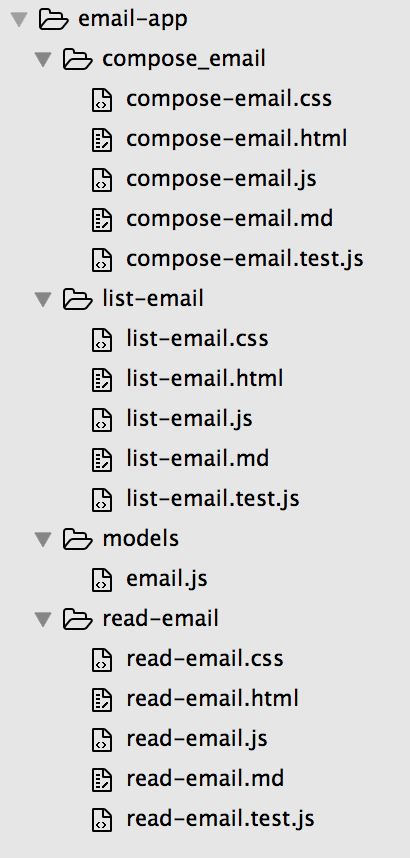 email-app
compose_email
compose-email.css
compose-email.html
compose-email.js
compose-email.md
compose-email.test.js
list-email
list-email.css
list-email.html
list-email.js
list-email.md
list-email.test.js
models
email.js
read-email
read-email.css
read-email.html
read-email.js
read-email.md
read-email.test.js